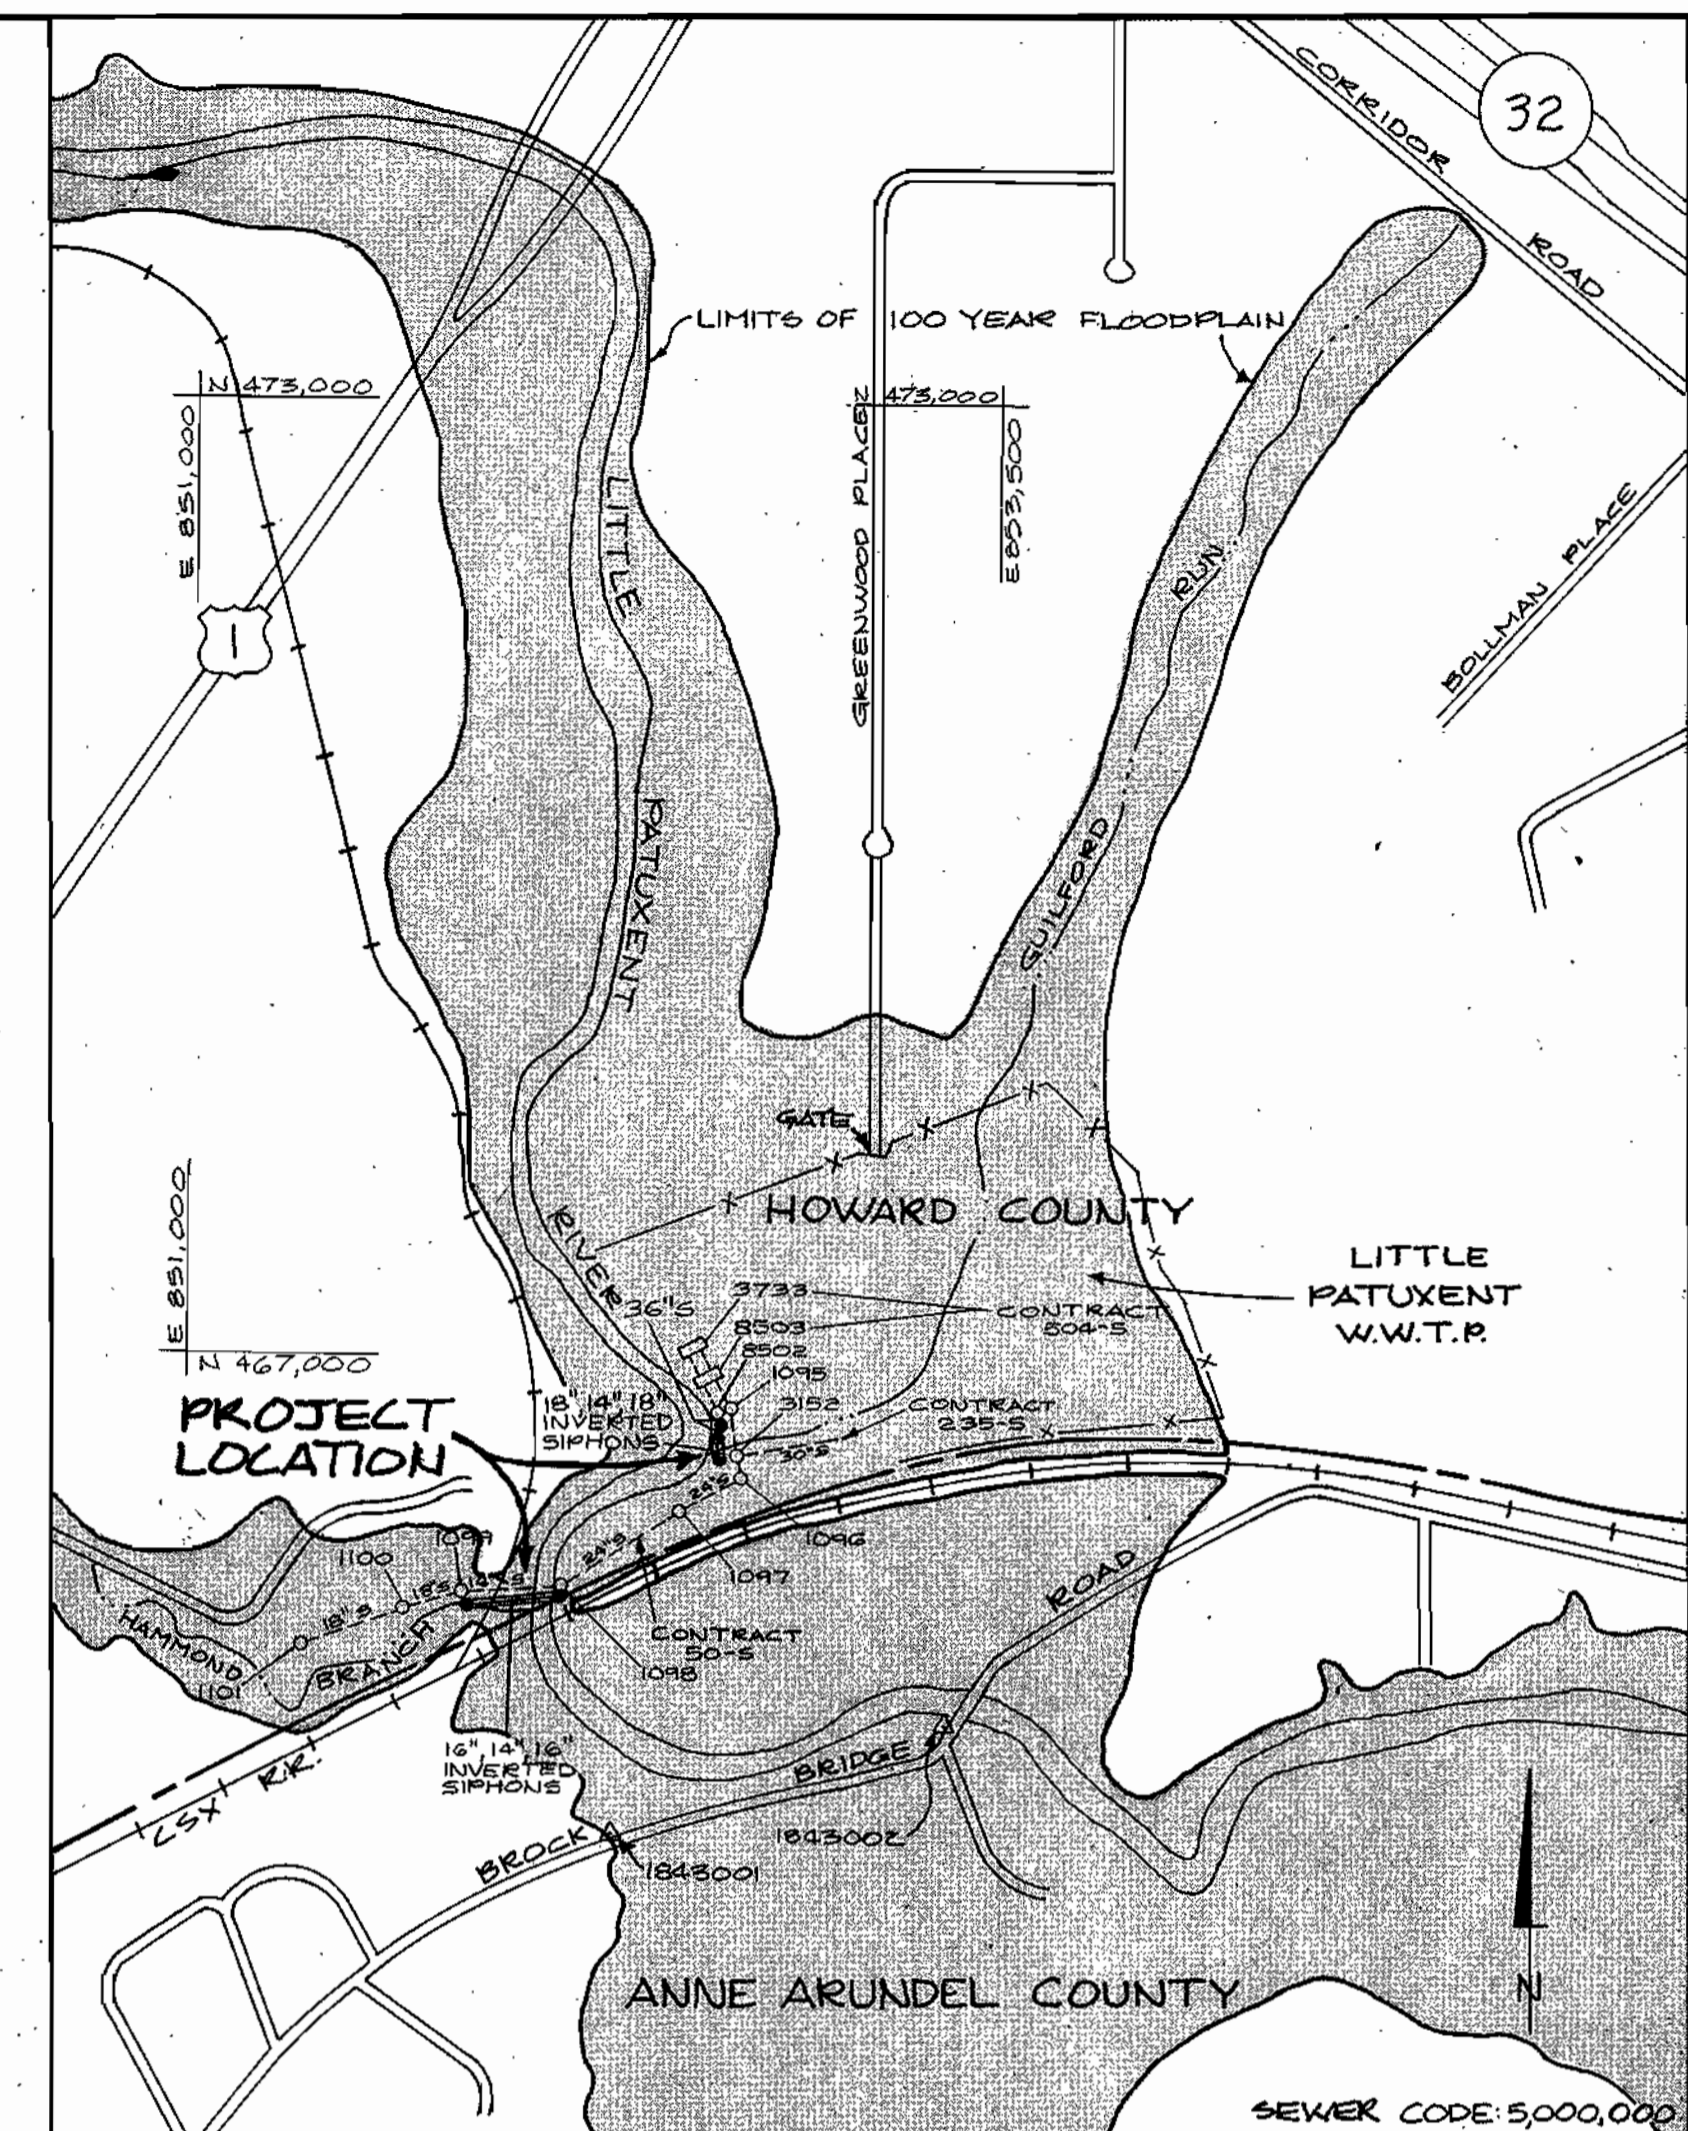 CORRIDOR ROAD
32
LIMITS OF 100 YEAR FLOODPLAIN
N 473,000
E 851,000
N 473,000
E 853,500
GREENWOOD PLACE
LITTLE
PATUXENT
RIVER
1
GUILFORD
RUN
BOLLMAN PLACE
GATE
HOWARD COUNTY
LITTLE
PATUXENT
W.W.T.P.
E 851,000
N 467,000
36"S
3733
8503
8502
1095
3152
CONTRACT
504-S
CONTRACT
235-S
PROJECT
LOCATION
18", 14", 18"
INVERTED
SIPHONS
30"S
24"S
24"S
1096
1097
1098
1099
1100
1101
18"S
18"S
HAMMOND
BRANCH
CONTRACT
50-S
16", 14", 16"
INVERTED
SIPHONS
CSX R.R.
BROCK
BRIDGE
ROAD
1843002
1843001
ANNE ARUNDEL COUNTY
N
SEWER CODE: 5,000,000